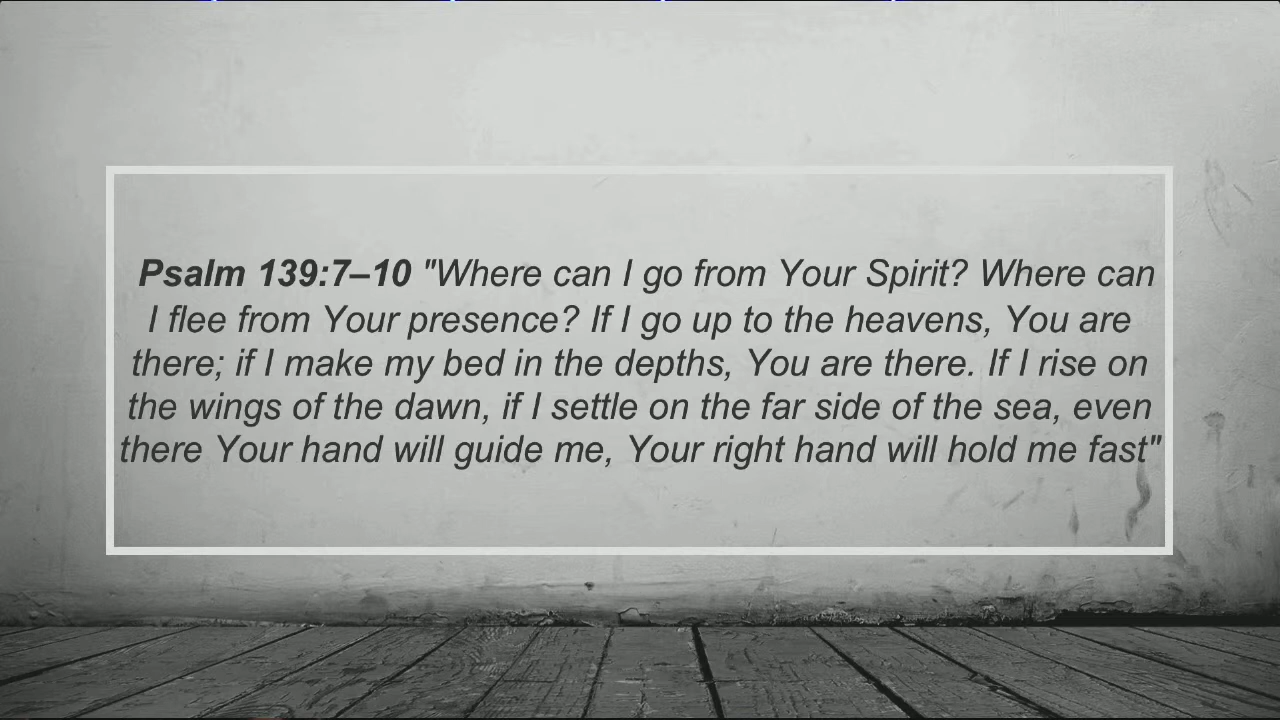 Psalm 139:7–10 "Where can I go from Your Spirit? Where can
I flee from Your presence? If I go up to the heavens, You are
there; if I make my bed in the depths, You are there. If I rise on
the wings of the dawn, if I settle on the far side of the sea, even
there Your hand will guide me, Your right hand will hold me fast"